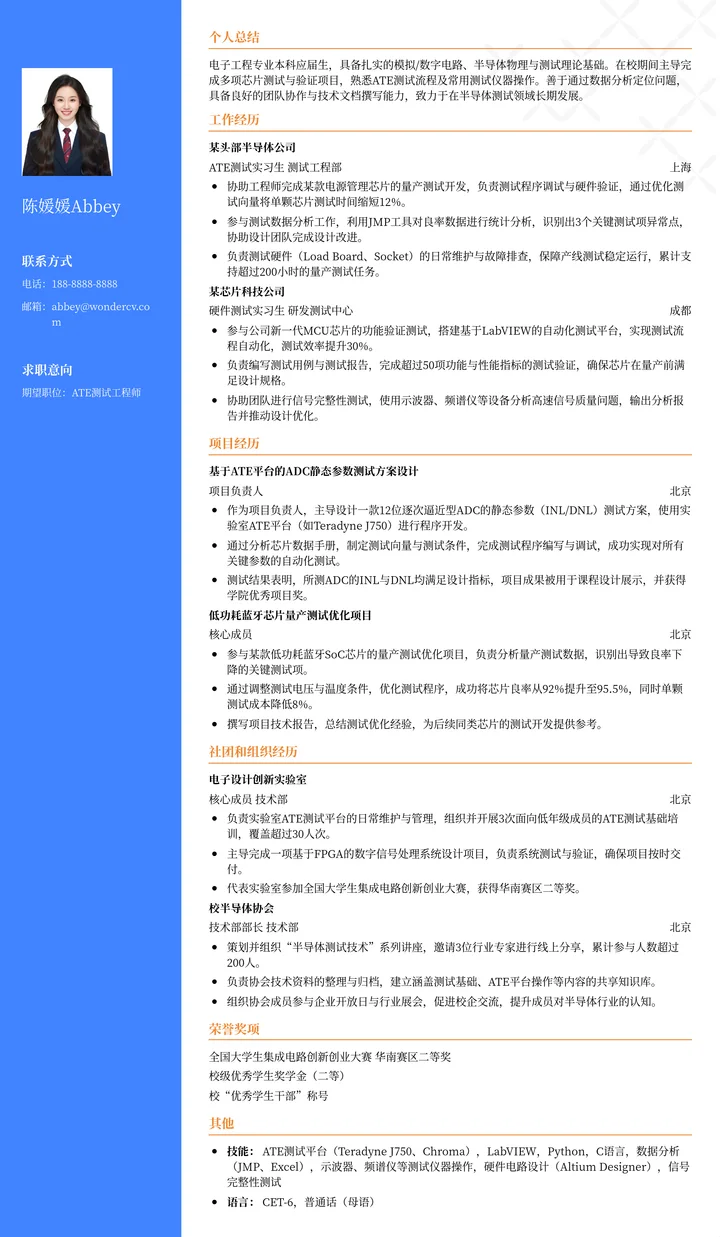 陈媛媛Abbey
联系方式
电话：188-8888-8888
邮箱：abbey@wondercv.co
m
求职意向
期望职位：ATE测试工程师
个人总结
电子工程专业本科应届生，具备扎实的模拟/数字电路、半导体物理与测试理论基础。在校期间主导完
成多项芯片测试与验证项目，熟悉ATE测试流程及常用测试仪器操作。善于通过数据分析定位问题，
具备良好的团队协作与技术文档撰写能力，致力于在半导体测试领域长期发展。
工作经历
某头部半导体公司
ATE测试实习生 测试工程部 上海
• 协助工程师完成某款电源管理芯片的量产测试开发，负责测试程序调试与硬件验证，通过优化测
试向量将单颗芯片测试时间缩短12%。
• 参与测试数据分析工作，利用JMP工具对良率数据进行统计分析，识别出3个关键测试项异常点，
协助设计团队完成设计改进。
• 负责测试硬件（Load Board、Socket）的日常维护与故障排查，保障产线测试稳定运行，累计支
持超过200小时的量产测试任务。
某芯片科技公司
硬件测试实习生 研发测试中心 成都
• 参与公司新一代MCU芯片的功能验证测试，搭建基于LabVIEW的自动化测试平台，实现测试流
程自动化，测试效率提升30%。
• 负责编写测试用例与测试报告，完成超过50项功能与性能指标的测试验证，确保芯片在量产前满
足设计规格。
• 协助团队进行信号完整性测试，使用示波器、频谱仪等设备分析高速信号质量问题，输出分析报
告并推动设计优化。
项目经历
基于ATE平台的ADC静态参数测试方案设计
项目负责人 北京
• 作为项目负责人，主导设计一款12位逐次逼近型ADC的静态参数（INL/DNL）测试方案，使用实
验室ATE平台（如Teradyne J750）进行程序开发。
• 通过分析芯片数据手册，制定测试向量与测试条件，完成测试程序编写与调试，成功实现对所有
关键参数的自动化测试。
• 测试结果表明，所测ADC的INL与DNL均满足设计指标，项目成果被用于课程设计展示，并获得
学院优秀项目奖。
低功耗蓝牙芯片量产测试优化项目
核心成员 北京
• 参与某款低功耗蓝牙SoC芯片的量产测试优化项目，负责分析量产测试数据，识别出导致良率下
降的关键测试项。
• 通过调整测试电压与温度条件，优化测试程序，成功将芯片良率从92%提升至95.5%，同时单颗
测试成本降低8%。
• 撰写项目技术报告，总结测试优化经验，为后续同类芯片的测试开发提供参考。
社团和组织经历
电子设计创新实验室
核心成员 技术部 北京
• 负责实验室ATE测试平台的日常维护与管理，组织并开展3次面向低年级成员的ATE测试基础培
训，覆盖超过30人次。
• 主导完成一项基于FPGA的数字信号处理系统设计项目，负责系统测试与验证，确保项目按时交
付。
• 代表实验室参加全国大学生集成电路创新创业大赛，获得华南赛区二等奖。
校半导体协会
技术部部长 技术部 北京
• 策划并组织“半导体测试技术”系列讲座，邀请3位行业专家进行线上分享，累计参与人数超过
200人。
• 负责协会技术资料的整理与归档，建立涵盖测试基础、ATE平台操作等内容的共享知识库。
• 组织协会成员参与企业开放日与行业展会，促进校企交流，提升成员对半导体行业的认知。
荣誉奖项
全国大学生集成电路创新创业大赛 华南赛区二等奖
校级优秀学生奖学金（二等）
校“优秀学生干部”称号
其他
• 技能： ATE测试平台（Teradyne J750、Chroma），LabVIEW，Python，C语言，数据分析
（JMP、Excel），示波器、频谱仪等测试仪器操作，硬件电路设计（Altium Designer），信号
完整性测试
• 语言： CET-6，普通话（母语）